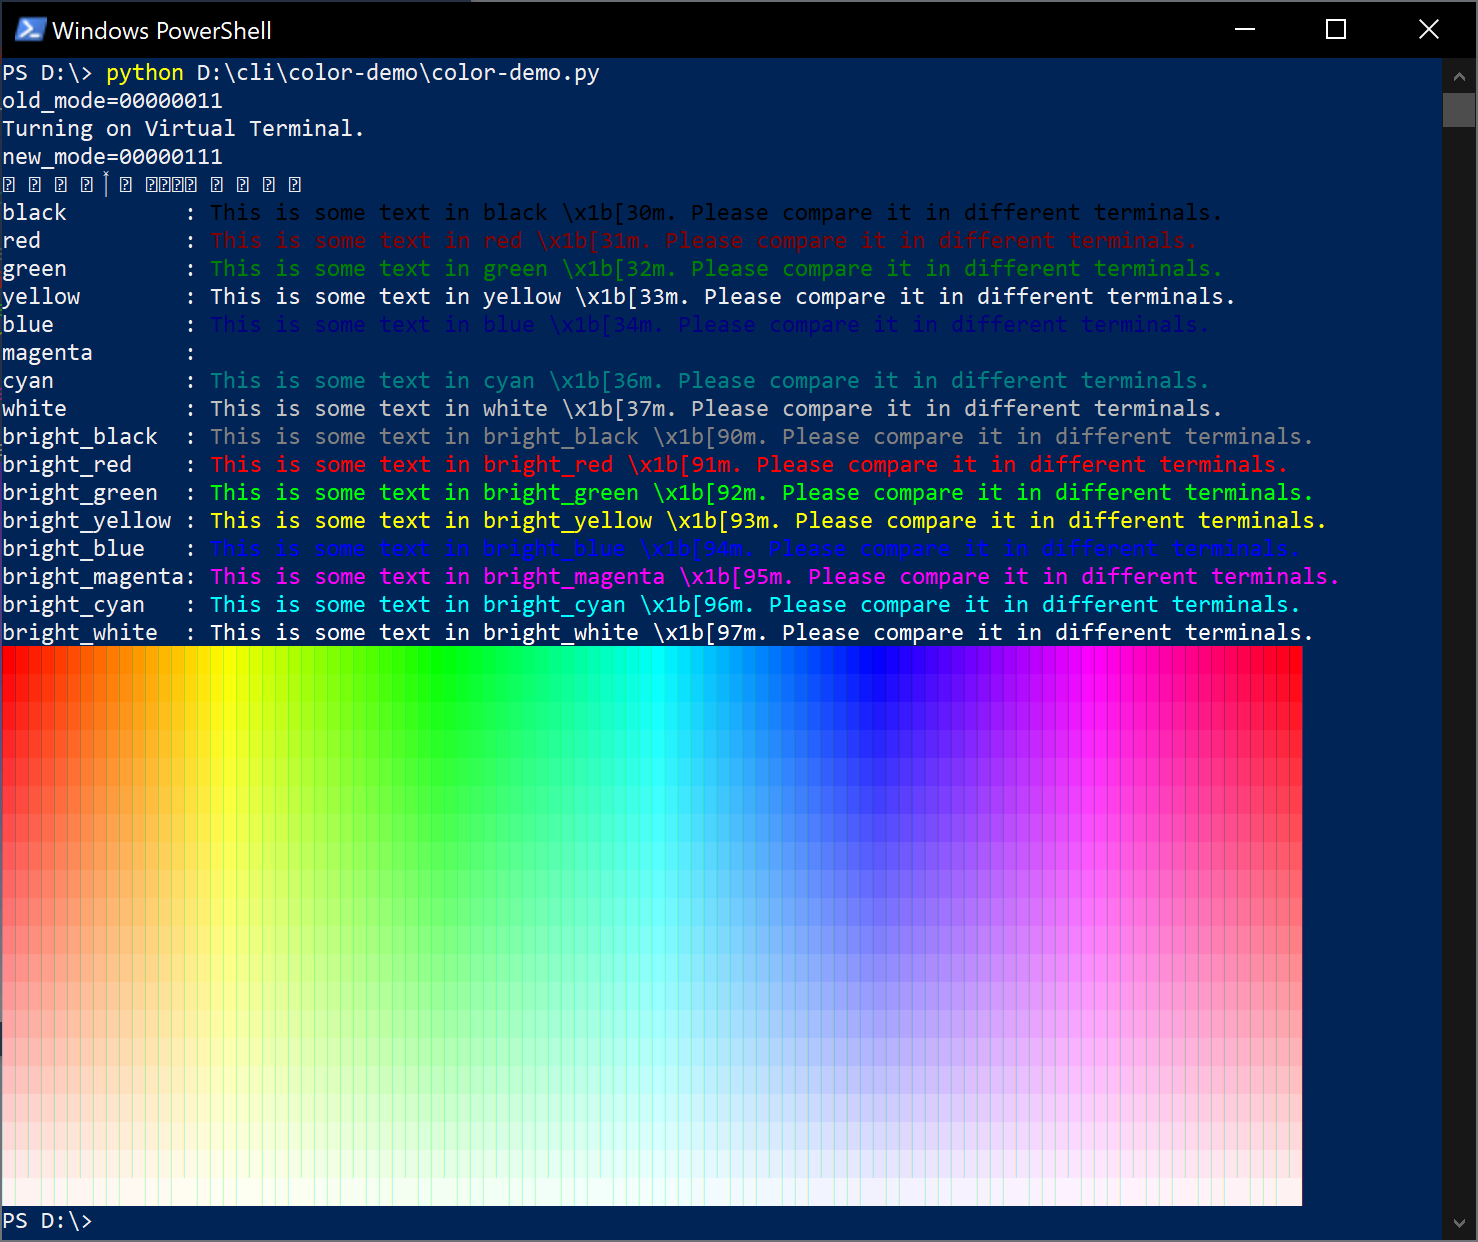 Windows PowerShell
PS D:\> python D:\cli\color-demo\color-demo.py
old_mode=00000011
Turning on Virtual Terminal.
new_mode=00000111
black         : This is some text in black \x1b[30m. Please compare it in different terminals.
red           : This is some text in red \x1b[31m. Please compare it in different terminals.
green         : This is some text in green \x1b[32m. Please compare it in different terminals.
yellow        : This is some text in yellow \x1b[33m. Please compare it in different terminals.
blue          : This is some text in blue \x1b[34m. Please compare it in different terminals.
magenta       :
cyan          : This is some text in cyan \x1b[36m. Please compare it in different terminals.
white         : This is some text in white \x1b[37m. Please compare it in different terminals.
bright_black  : This is some text in bright_black \x1b[90m. Please compare it in different terminals.
bright_red    : This is some text in bright_red \x1b[91m. Please compare it in different terminals.
bright_green  : This is some text in bright_green \x1b[92m. Please compare it in different terminals.
bright_yellow : This is some text in bright_yellow \x1b[93m. Please compare it in different terminals.
bright_blue   : This is some text in bright_blue \x1b[94m. Please compare it in different terminals.
bright_magenta: This is some text in bright_magenta \x1b[95m. Please compare it in different terminals.
bright_cyan   : This is some text in bright_cyan \x1b[96m. Please compare it in different terminals.
bright_white  : This is some text in bright_white \x1b[97m. Please compare it in different terminals.
PS D:\>